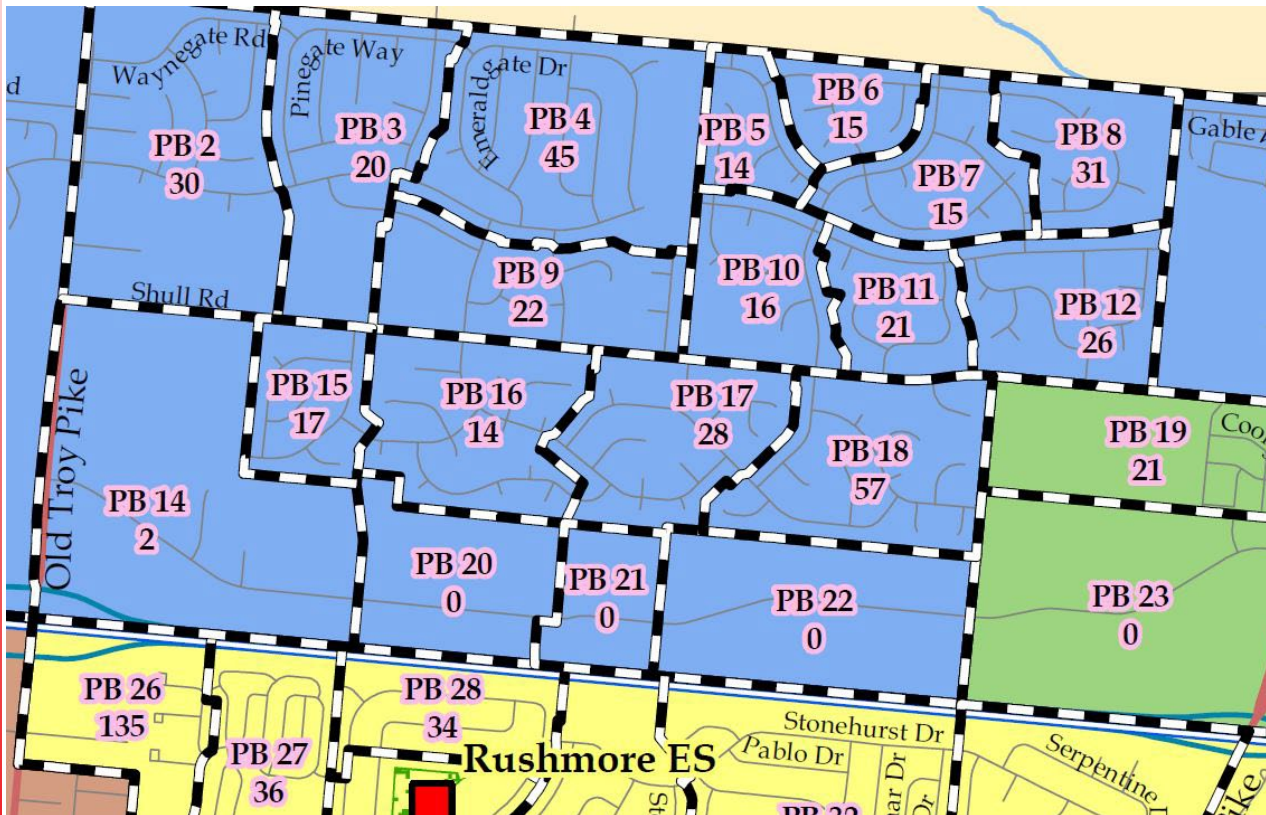 Waynegate Rd
Pinegate Way
Emeraldgate Dr
PB 2
30
PB 3
20
PB 4
45
PB 5
14
PB 6
15
PB 7
15
PB 8
31
d
PB 9
22
PB 10
16
PB 11
21
PB 12
26
Shull Rd
Old Troy Pike
PB 14
2
PB 15
17
PB 16
14
PB 17
28
PB 18
57
PB 19
21
PB 20
0
PB 21
0
PB 22
0
PB 23
0
PB 26
135
PB 27
36
PB 28
34
Rushmore ES
Stonehurst Dr
Pablo Dr
Serpentine
Dr